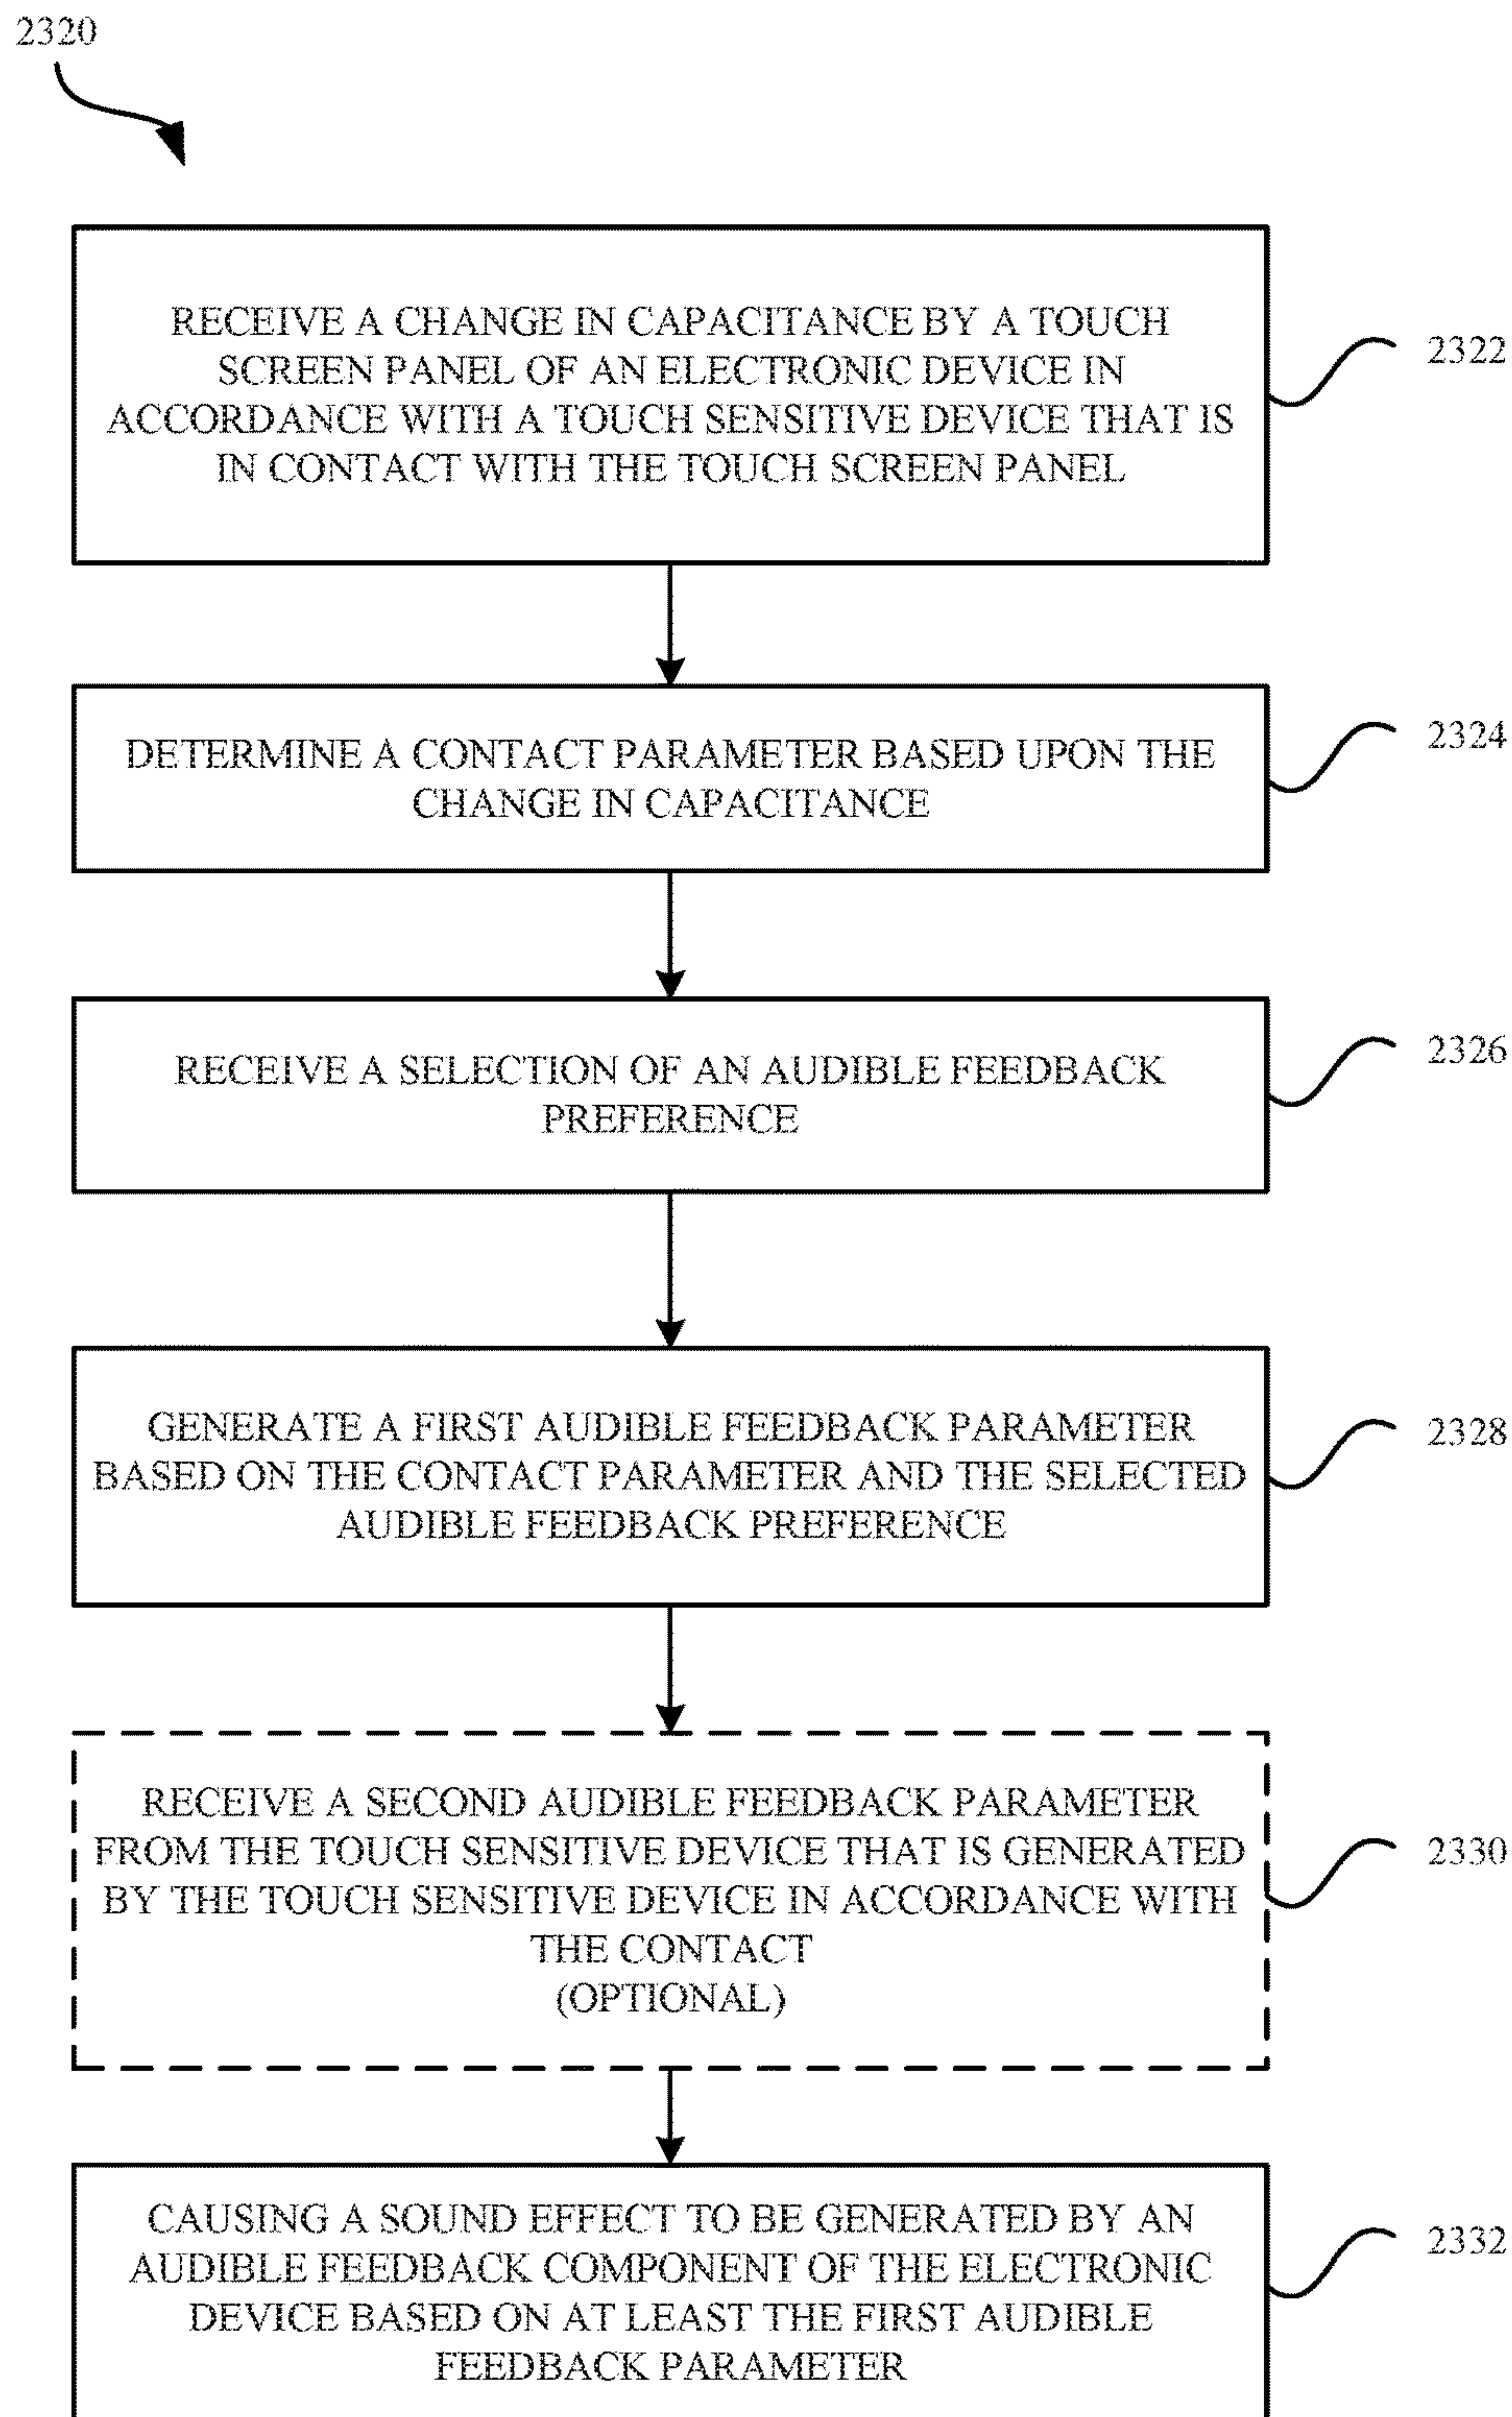 2320
RECEIVE A CHANGE IN CAPACITANCE BY A TOUCH
SCREEN PANEL OF AN ELECTRONIC DEVICE IN
ACCORDANCE WITH A TOUCH SENSITIVE DEVICE THAT IS
IN CONTACT WITH THE TOUCH SCREEN PANEL
2322
DETERMINE A CONTACT PARAMETER BASED UPON THE
CHANGE IN CAPACITANCE
2324
RECEIVE A SELECTION OF AN AUDIBLE FEEDBACK
PREFERENCE
2326
GENERATE A FIRST AUDIBLE FEEDBACK PARAMETER
BASED ON THE CONTACT PARAMETER AND THE SELECTED
AUDIBLE FEEDBACK PREFERENCE
2328
RECEIVE A SECOND AUDIBLE FEEDBACK PARAMETER
FROM THE TOUCH SENSITIVE DEVICE THAT IS GENERATED
BY THE TOUCH SENSITIVE DEVICE IN ACCORDANCE WITH
THE CONTACT
(OPTIONAL)
2330
CAUSING A SOUND EFFECT TO BE GENERATED BY AN
AUDIBLE FEEDBACK COMPONENT OF THE ELECTRONIC
DEVICE BASED ON AT LEAST THE FIRST AUDIBLE
FEEDBACK PARAMETER
2332